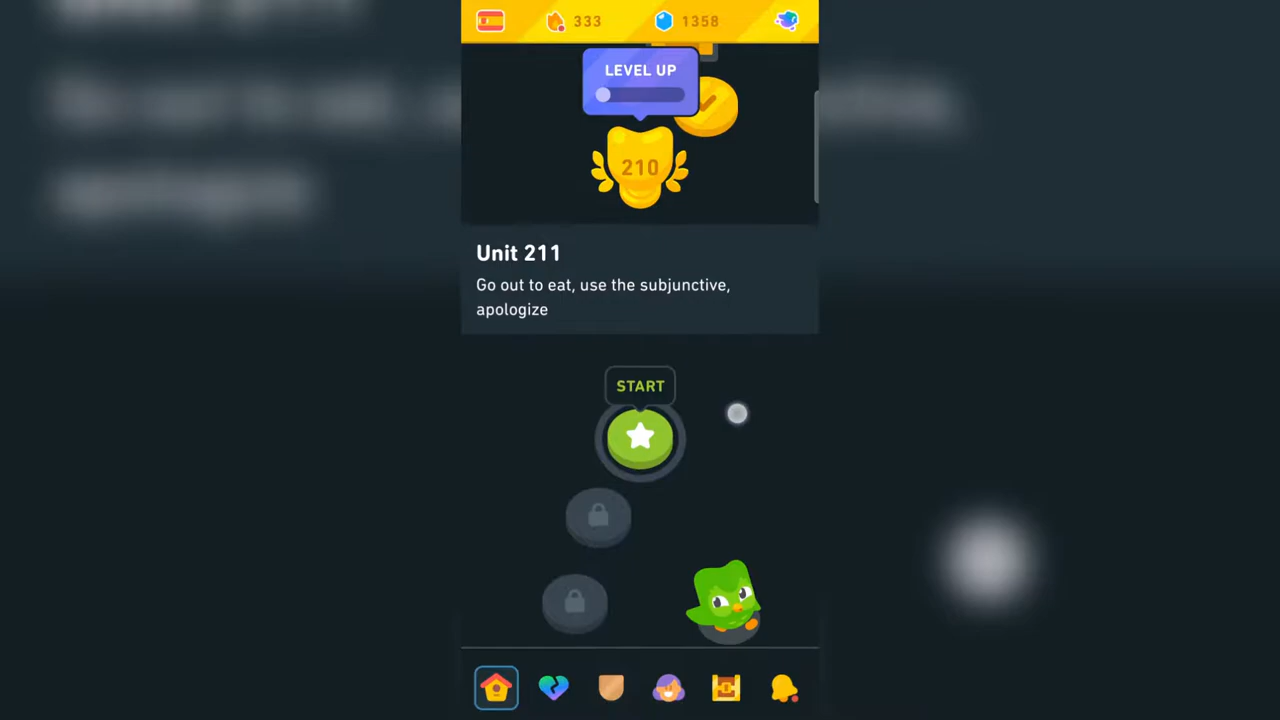 333
1358
LEVEL UP
210
Unit 211
Go out to eat, use the subjunctive,
apologize
START